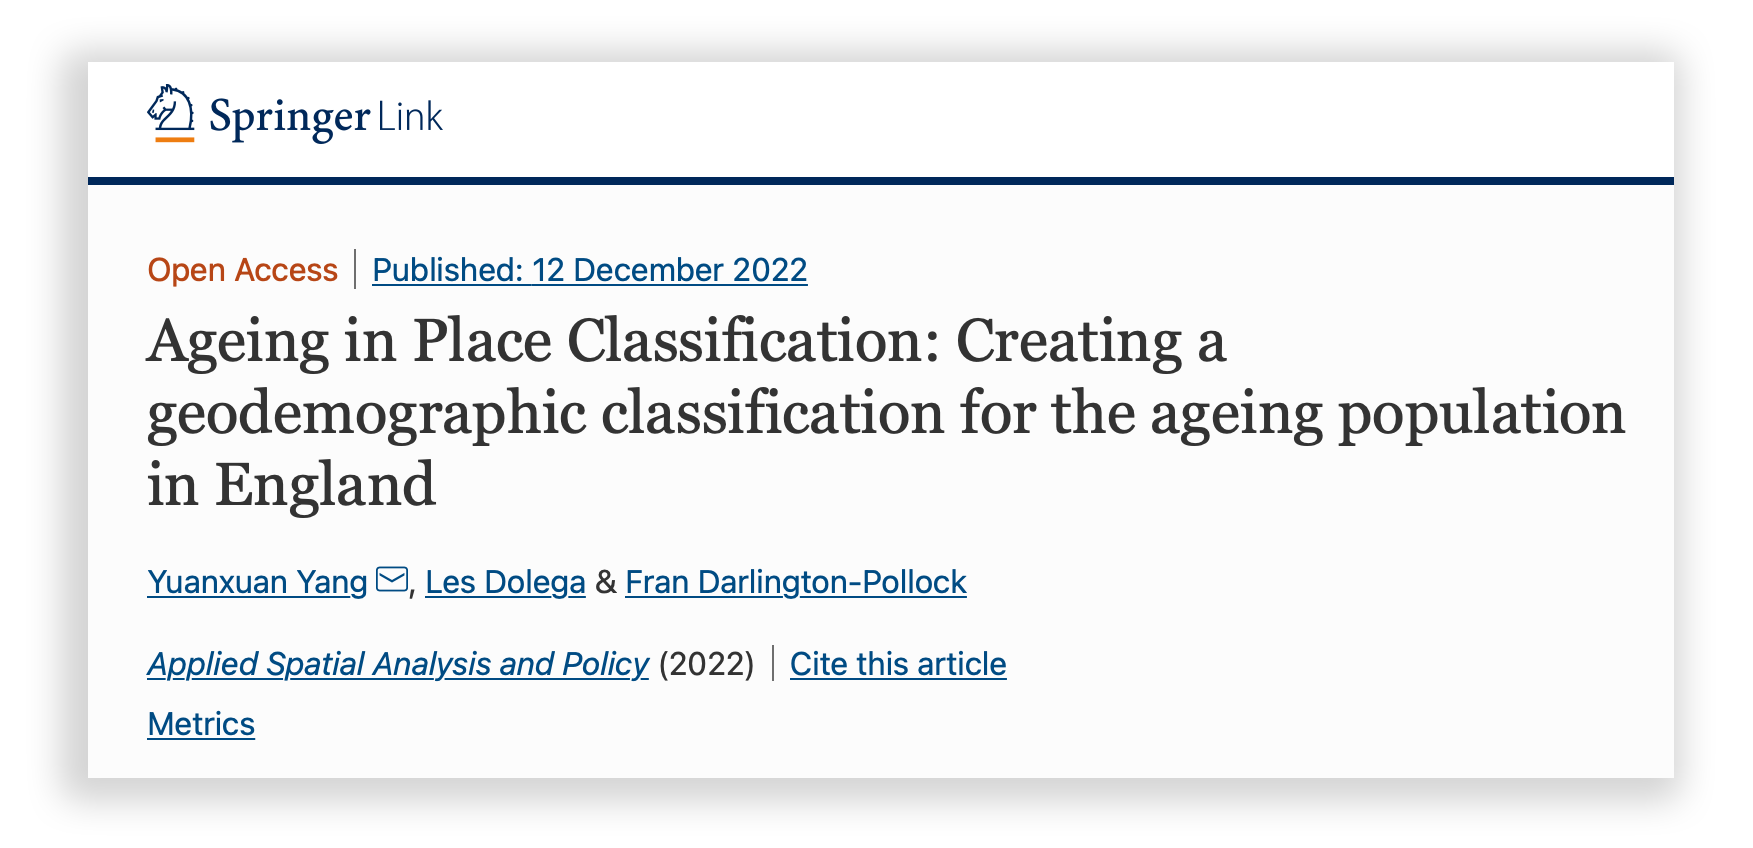 Springer Link
Open Access | Published: 12 December 2022
Ageing in Place Classification: Creating a
geodemographic classification for the ageing population
in England
Yuanxuan Yang, Les Dolega & Fran Darlington-Pollock
Applied Spatial Analysis and Policy (2022) | Cite this article
Metrics